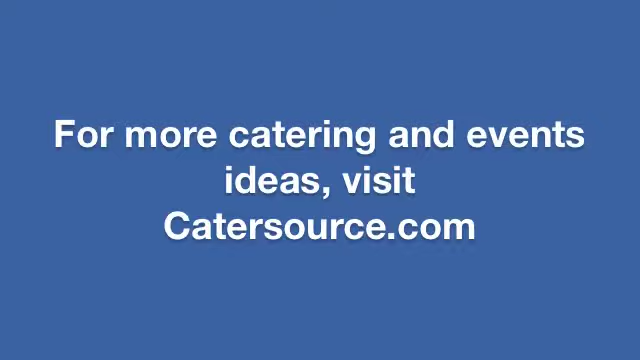 For more catering and events
ideas, visit
Catersource.com